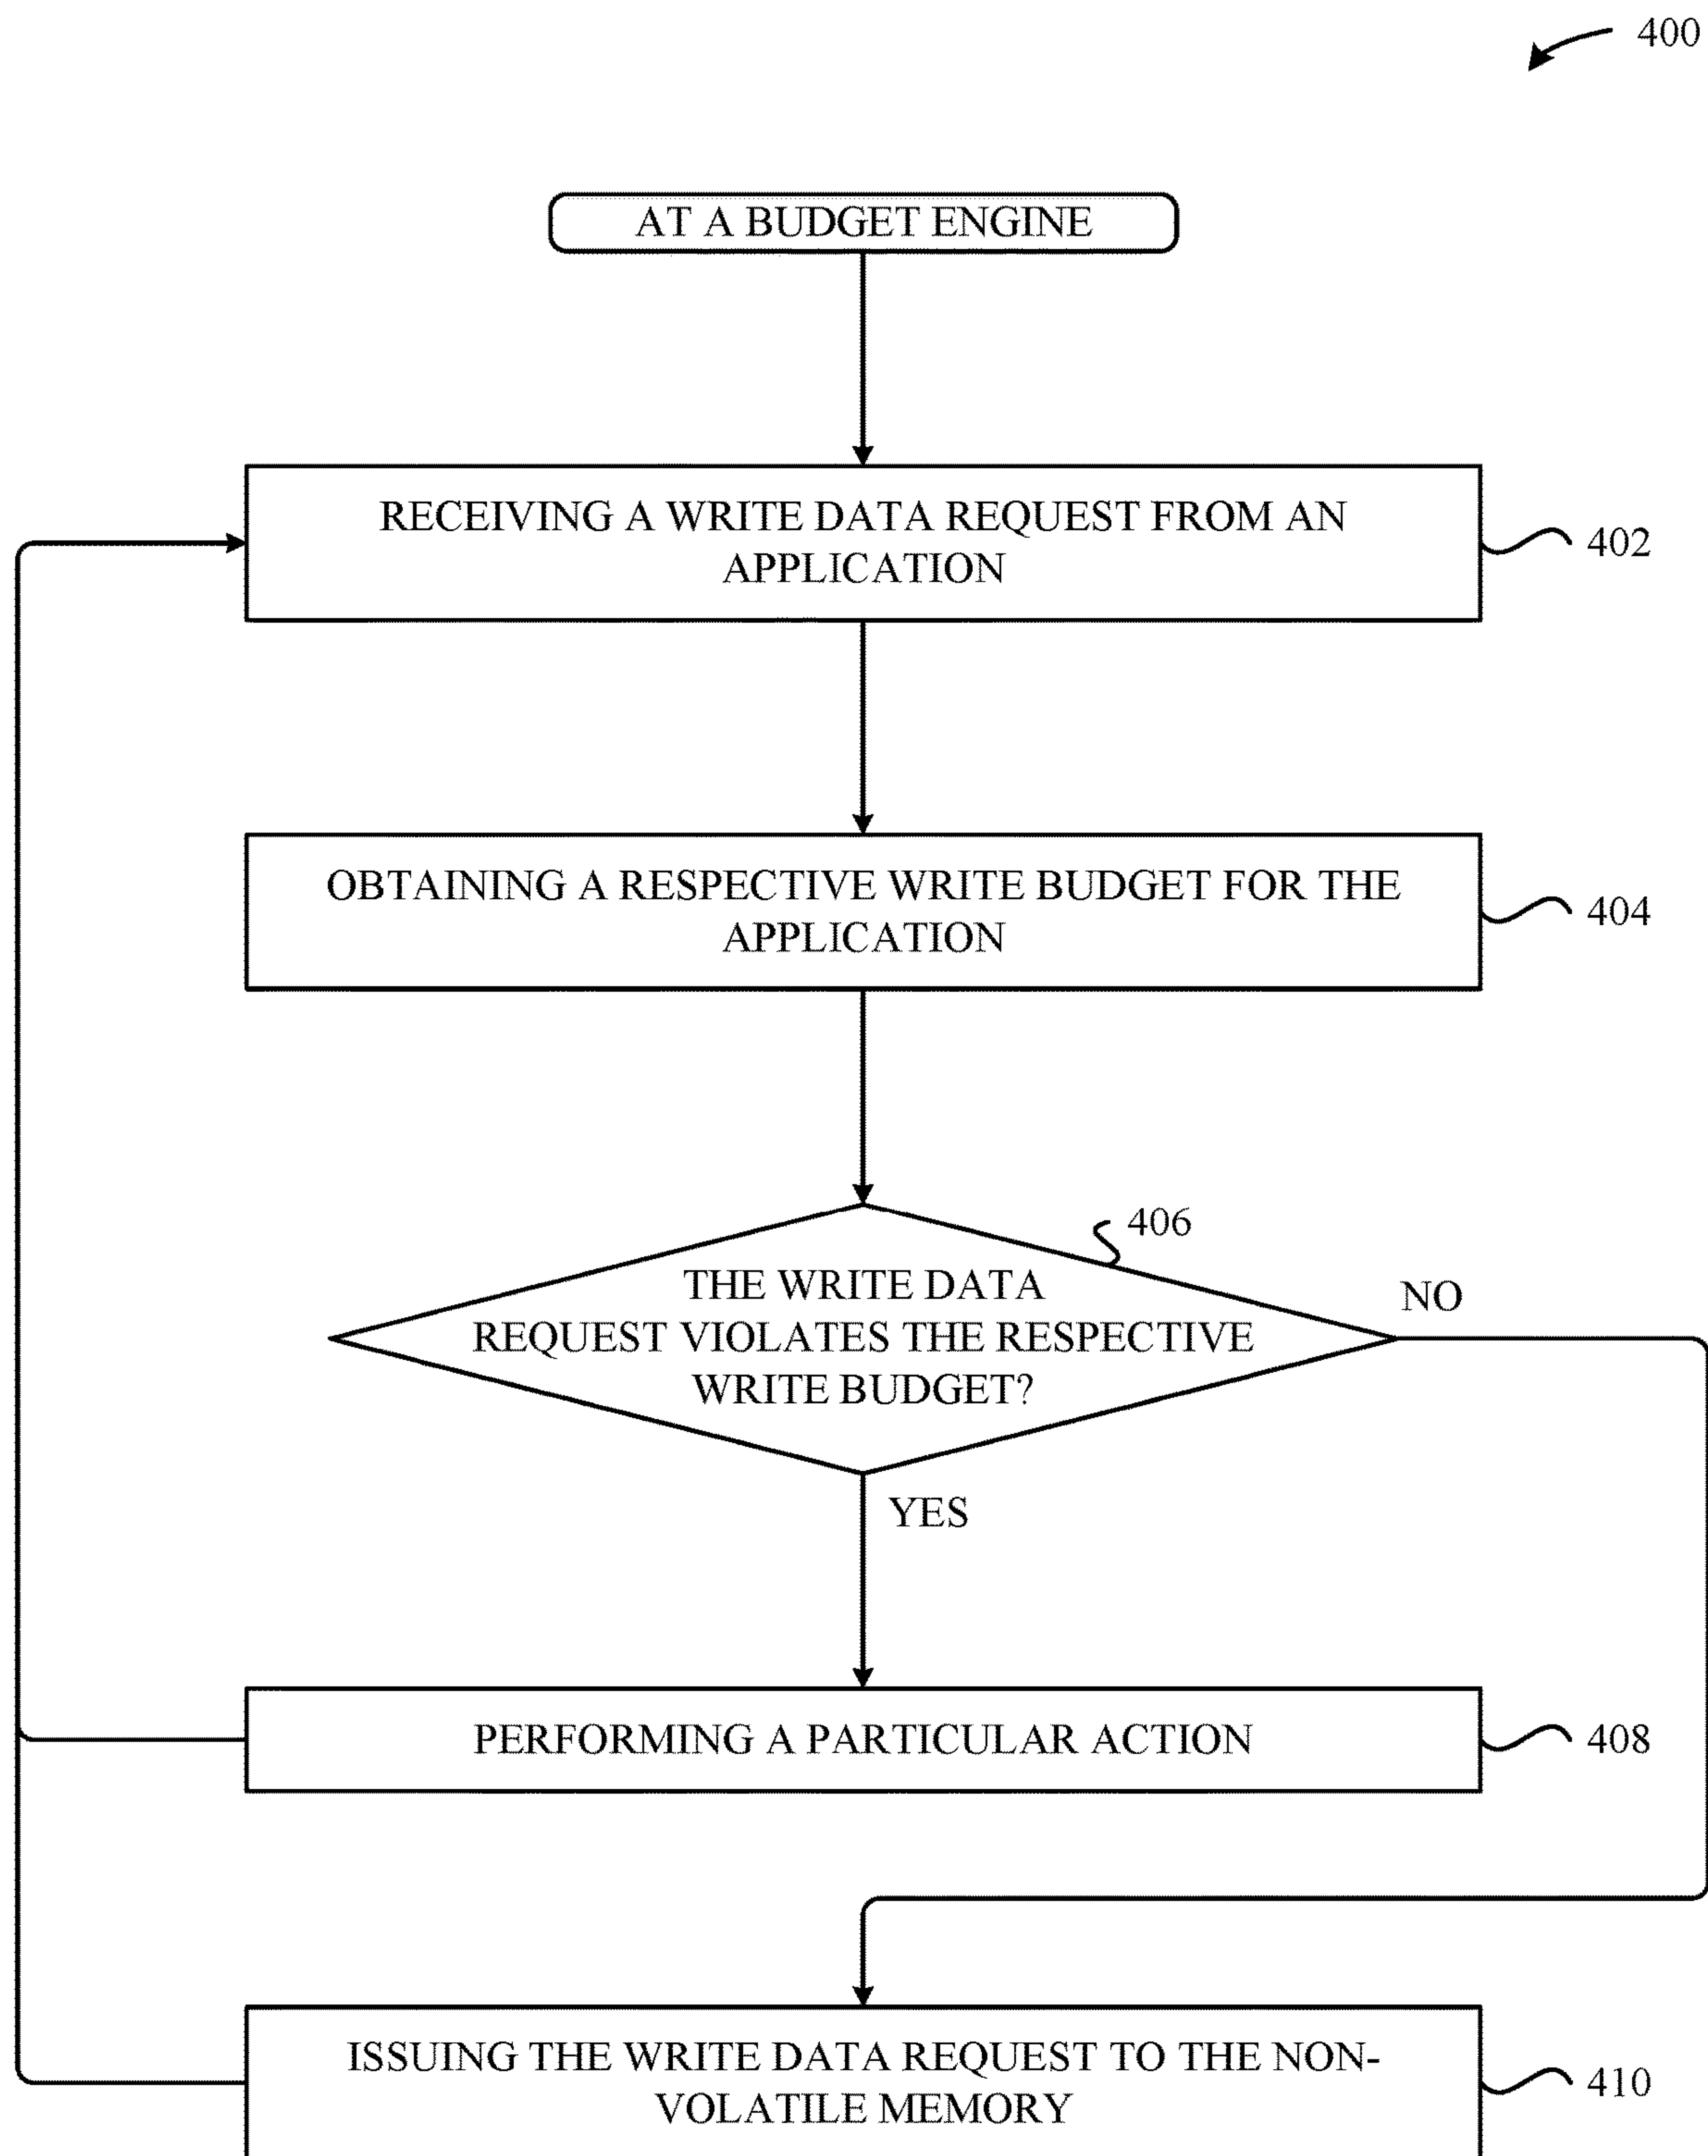 400
AT A BUDGET ENGINE
RECEIVING A WRITE DATA REQUEST FROM AN
APPLICATION
402
OBTAINING A RESPECTIVE WRITE BUDGET FOR THE
APPLICATION
404
406
THE WRITE DATA
REQUEST VIOLATES THE RESPECTIVE
WRITE BUDGET?
NO
YES
PERFORMING A PARTICULAR ACTION
408
ISSUING THE WRITE DATA REQUEST TO THE NON-
VOLATILE MEMORY
410